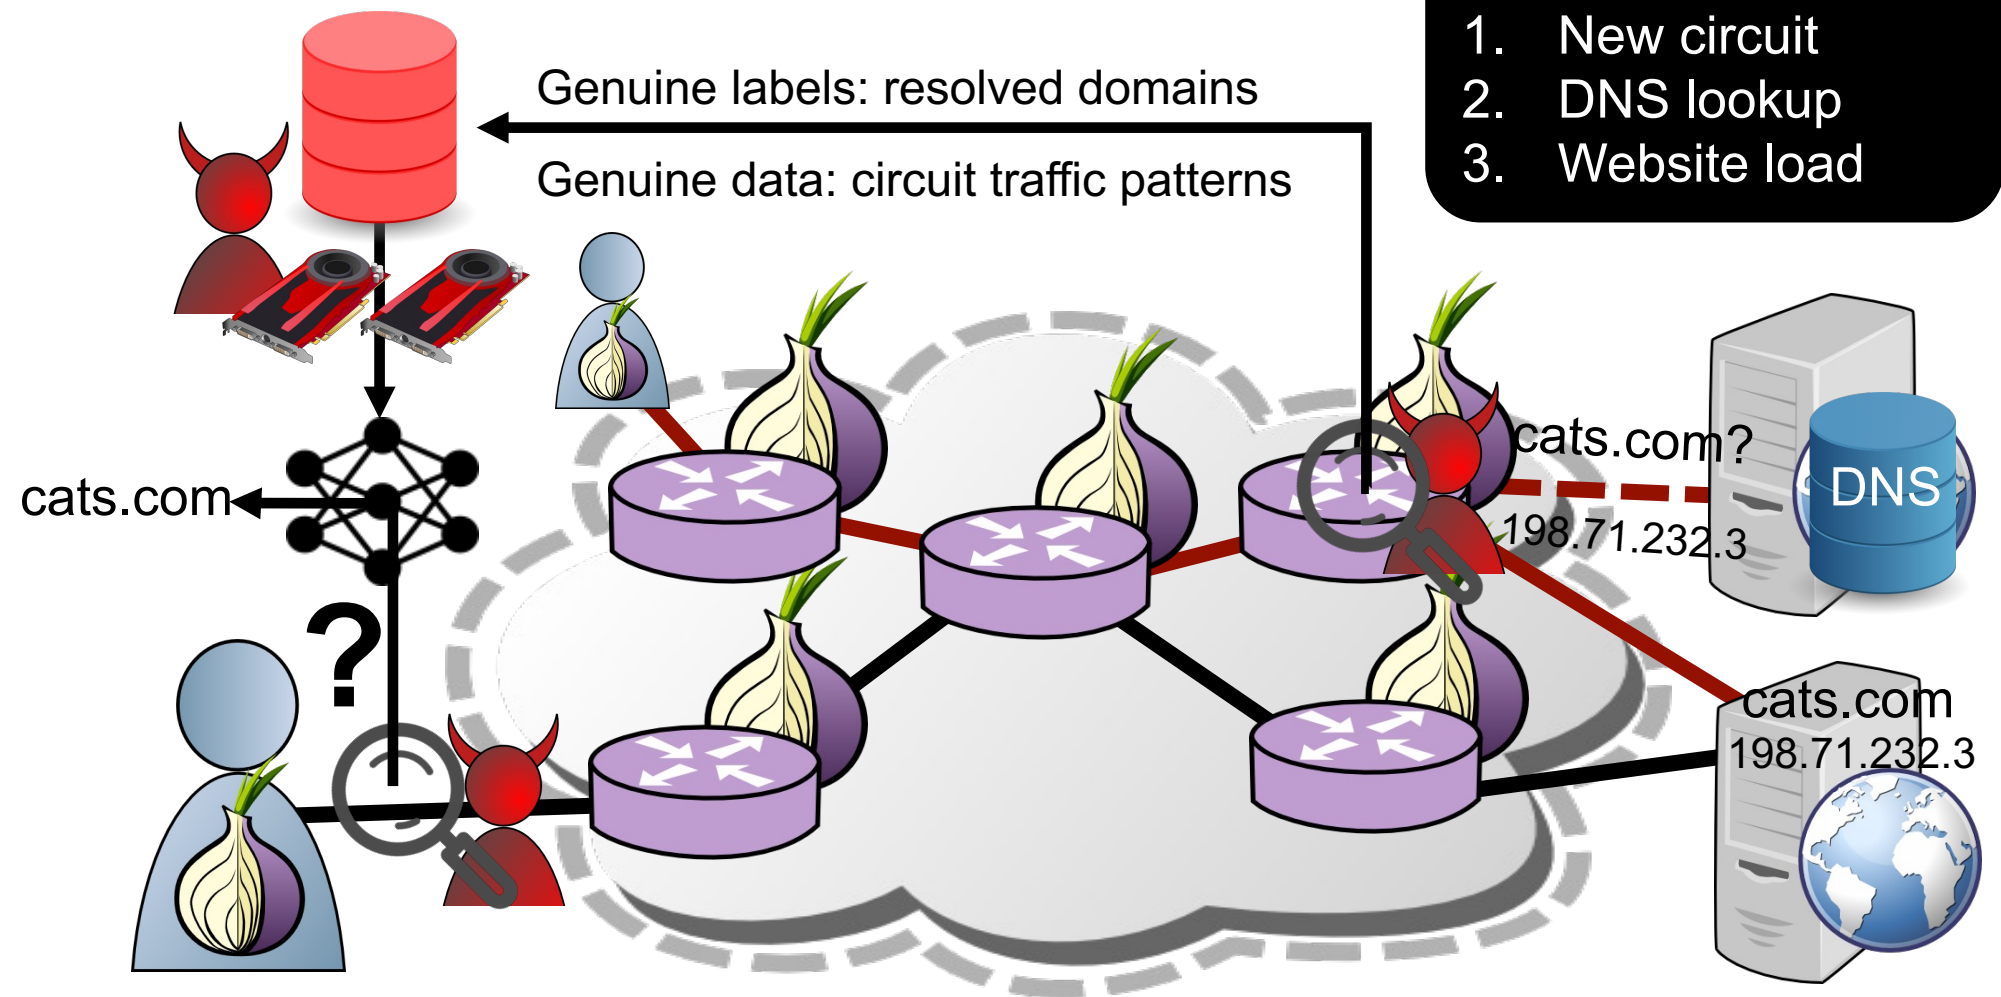 1. New circuit
2. DNS lookup
3. Website load
Genuine labels: resolved domains
Genuine data: circuit traffic patterns
cats.com?
DNS
198.71.232.3
cats.com
?
cats.com
198.71.232.3